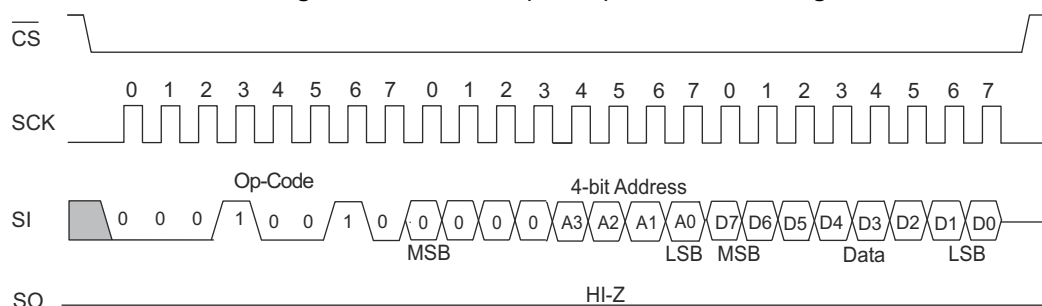 CS
0 1 2 3 4 5 6 7 0 1 2 3 4 5 6 7 0 1 2 3 4 5 6 7
SCK
Op-Code 4-bit Address
SI 0 0 0 1 0 0 1 0 0 0 0 0 A3 A2 A1 A0 D7 D6 D5 D4 D3 D2 D1 D0
MSB LSB MSB Data LSB
HI-Z
SO